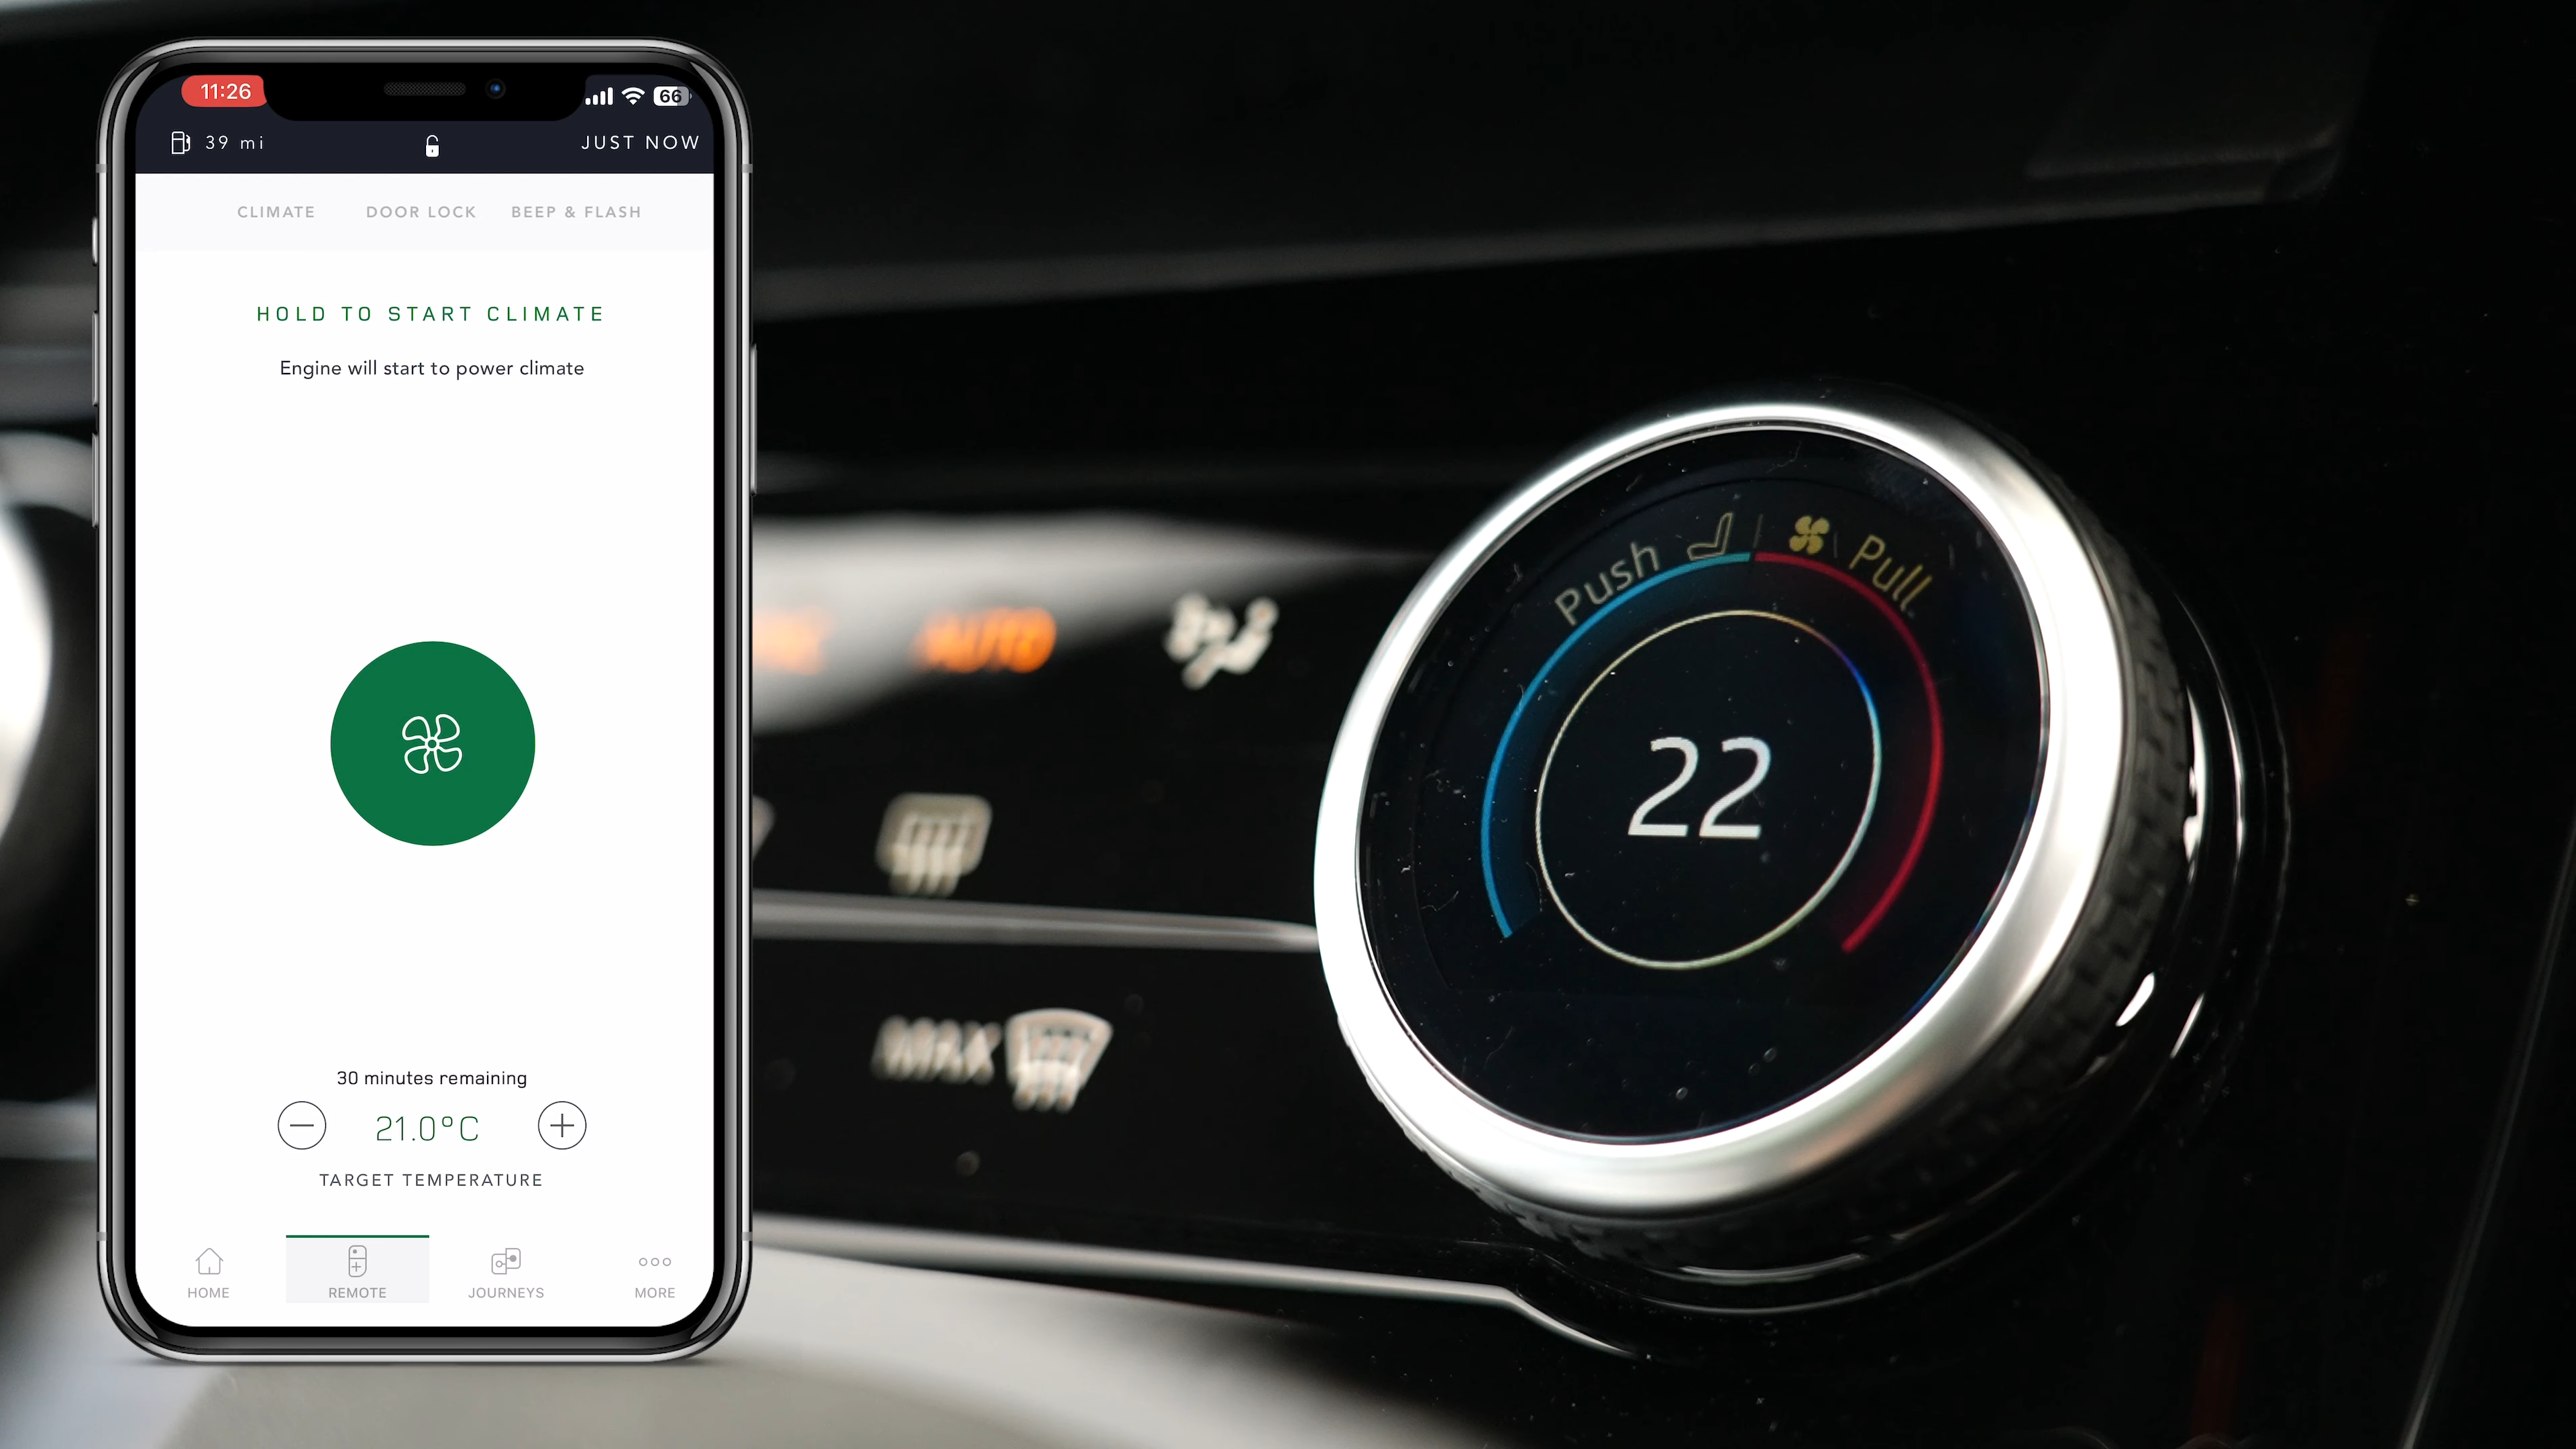 11:26
66
39 mi
JUST NOW
CLIMATE
DOOR LOCK
BEEP & FLASH
HOLD TO START CLIMATE
Engine will start to power climate
30 minutes remaining
21.0°C
TARGET TEMPERATURE
HOME
REMOTE
JOURNEYS
MORE
AUTO
MAX
Push
Pull
22